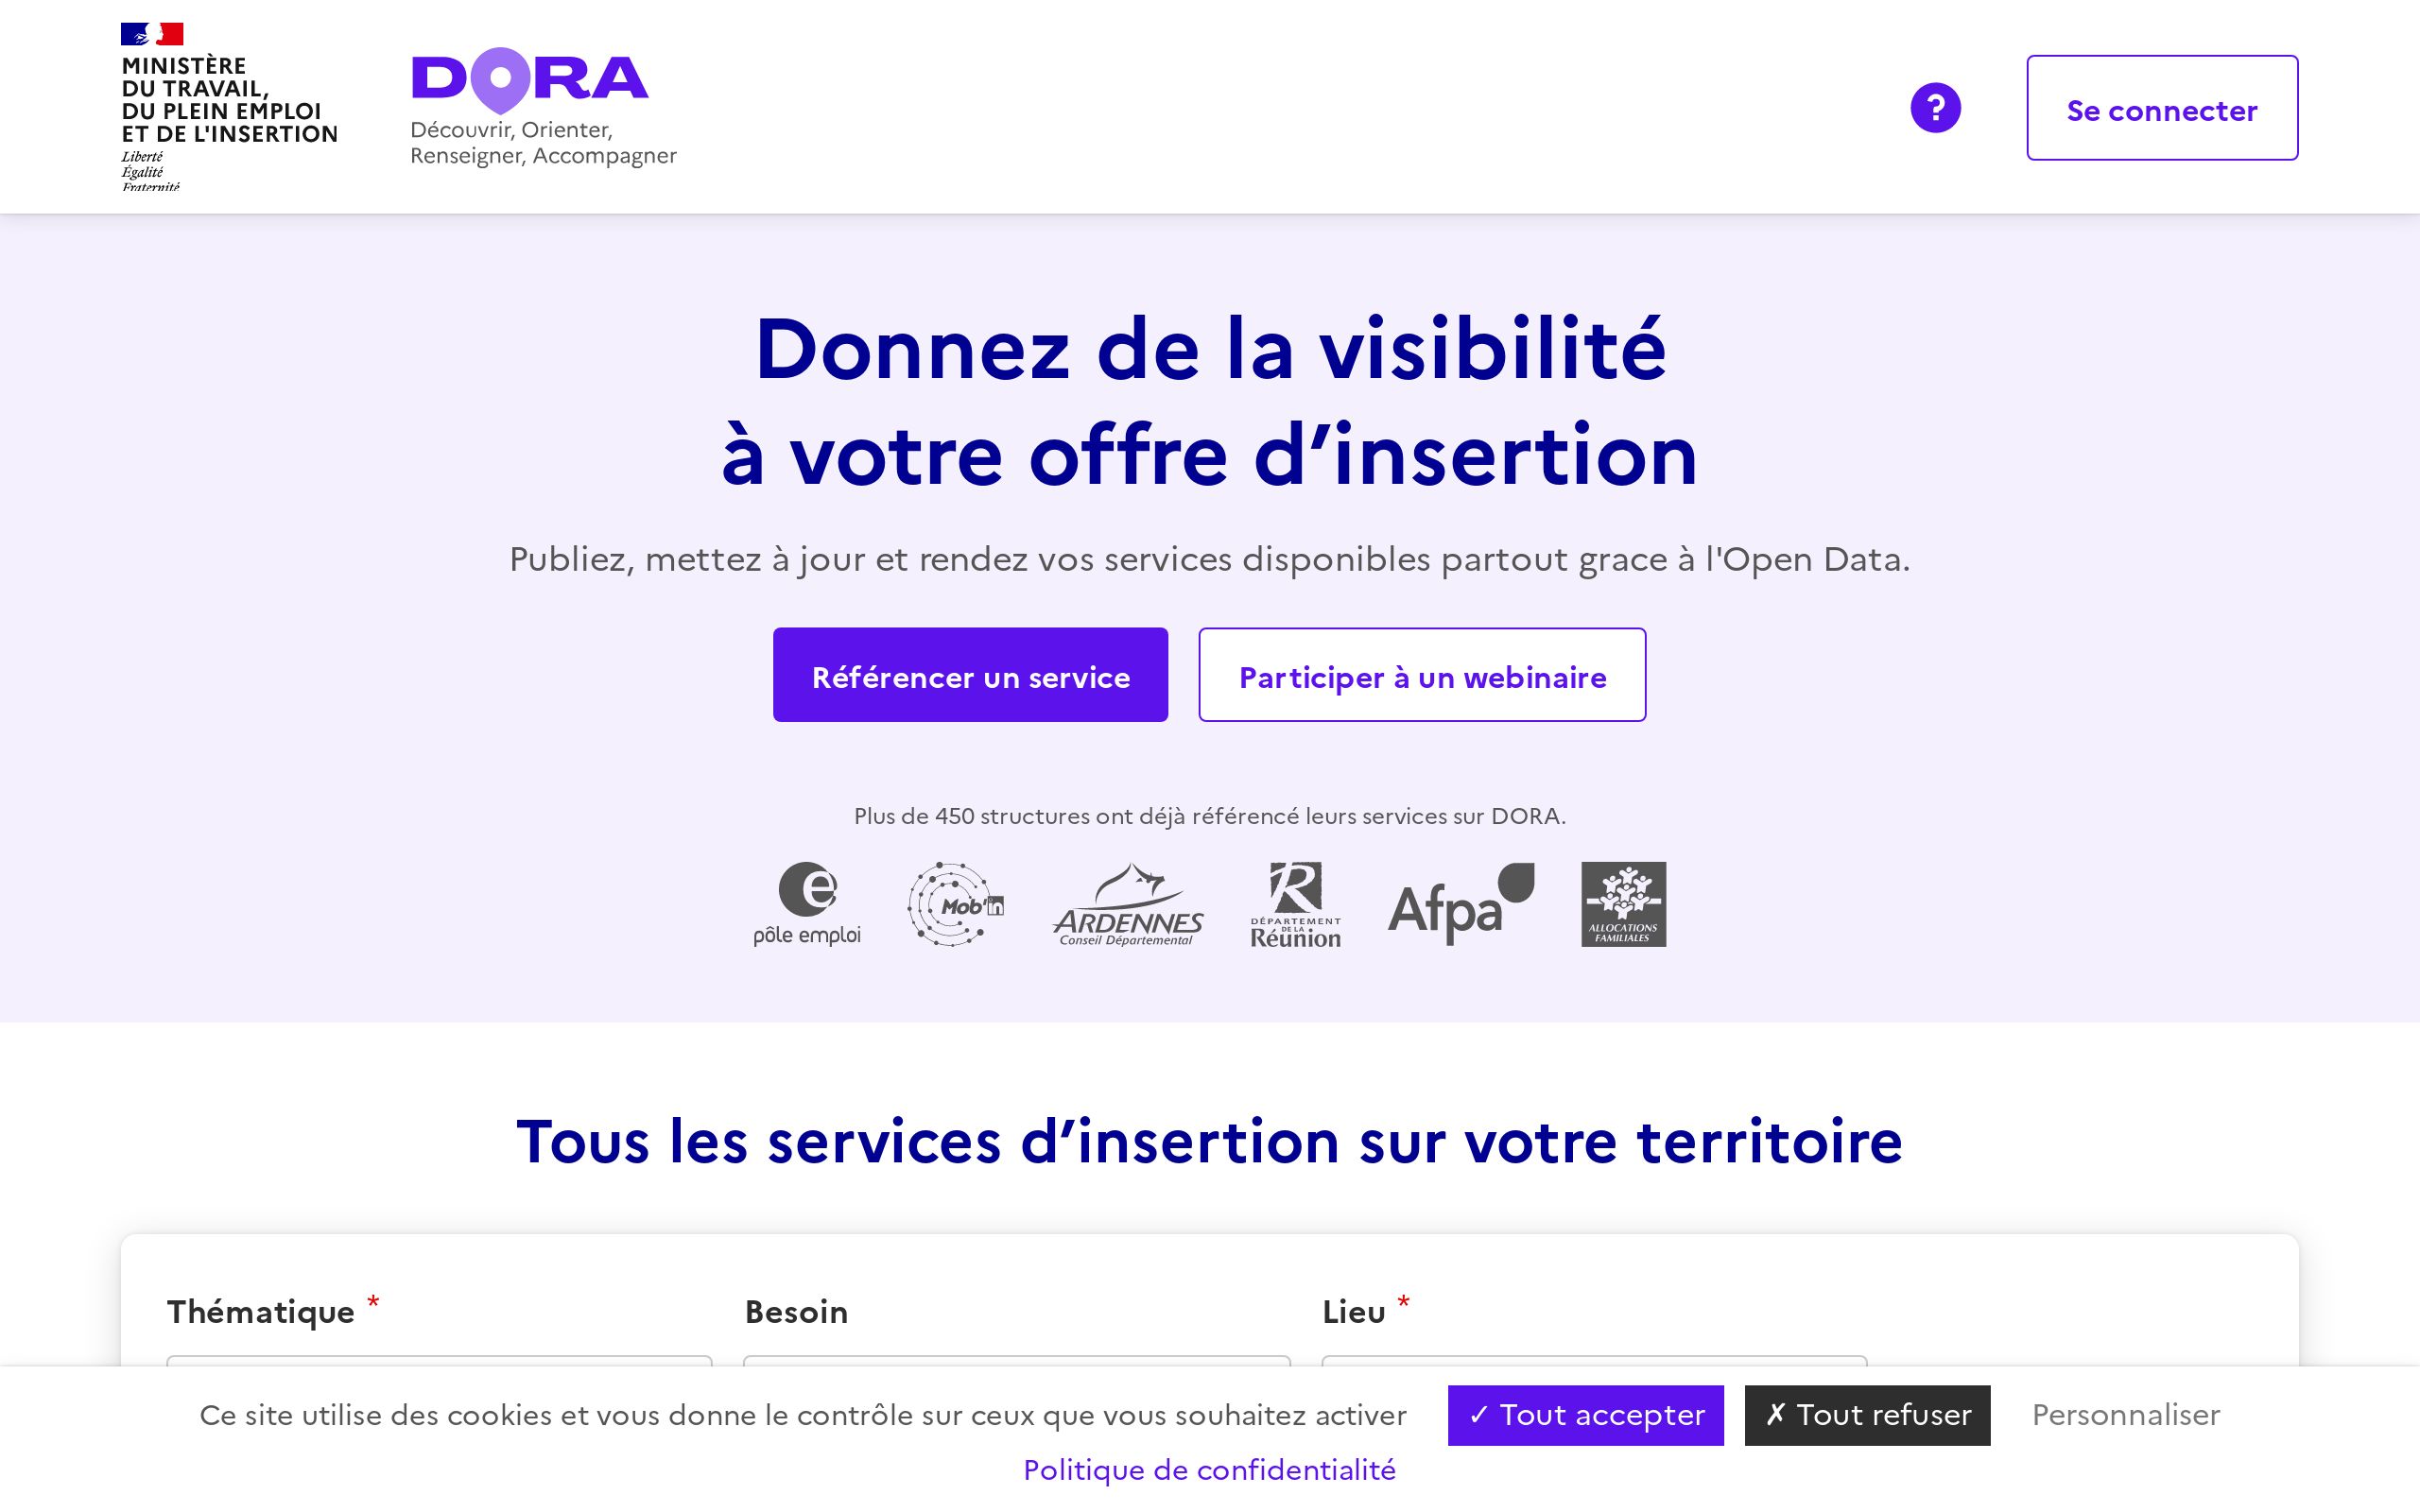 MINISTÈRE
DU TRAVAIL,
DU PLEIN EMPLOI
ET DE L'INSERTION
Liberté
Égalité
Fraternité
DORA
Découvrir, Orienter,
Renseigner, Accompagner
?
Se connecter
Donnez de la visibilité
à votre offre d’insertion
Publiez, mettez à jour et rendez vos services disponibles partout grace à l'Open Data.
Référencer un service
Participer à un webinaire
Plus de 450 structures ont déjà référencé leurs services sur DORA.
e
pôle emploi
Mob'in
ARDENNES
Conseil Départemental
R
DÉPARTEMENT
DE LA
Réunion
Afpa
ALLOCATIONS
FAMILIALES
Tous les services d’insertion sur votre territoire
Thématique *
Besoin
Lieu *
Ce site utilise des cookies et vous donne le contrôle sur ceux que vous souhaitez activer
✓ Tout accepter
✗ Tout refuser
Personnaliser
Politique de confidentialité